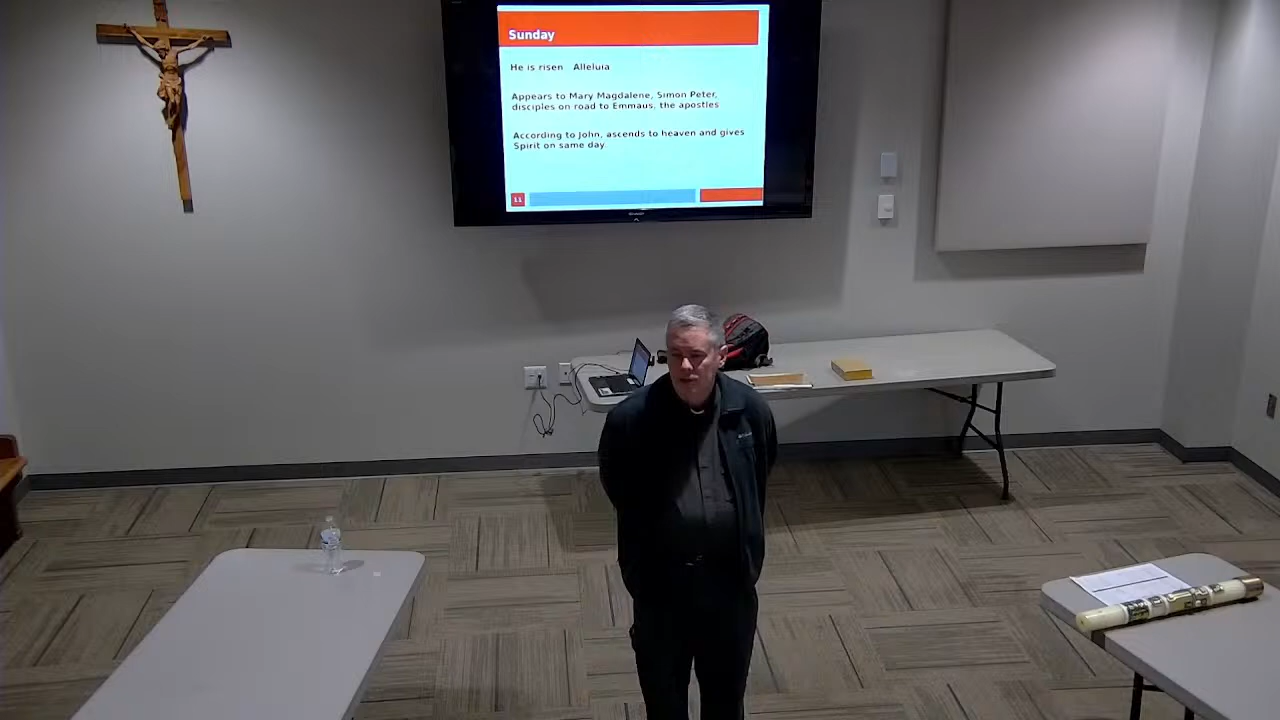 Sunday
He is risen Alleluia
Appears to Mary Magdalene, Simon Peter,
disciples on road to Emmaus, the apostles
According to John, ascends to heaven and gives
Spirit on same day
11